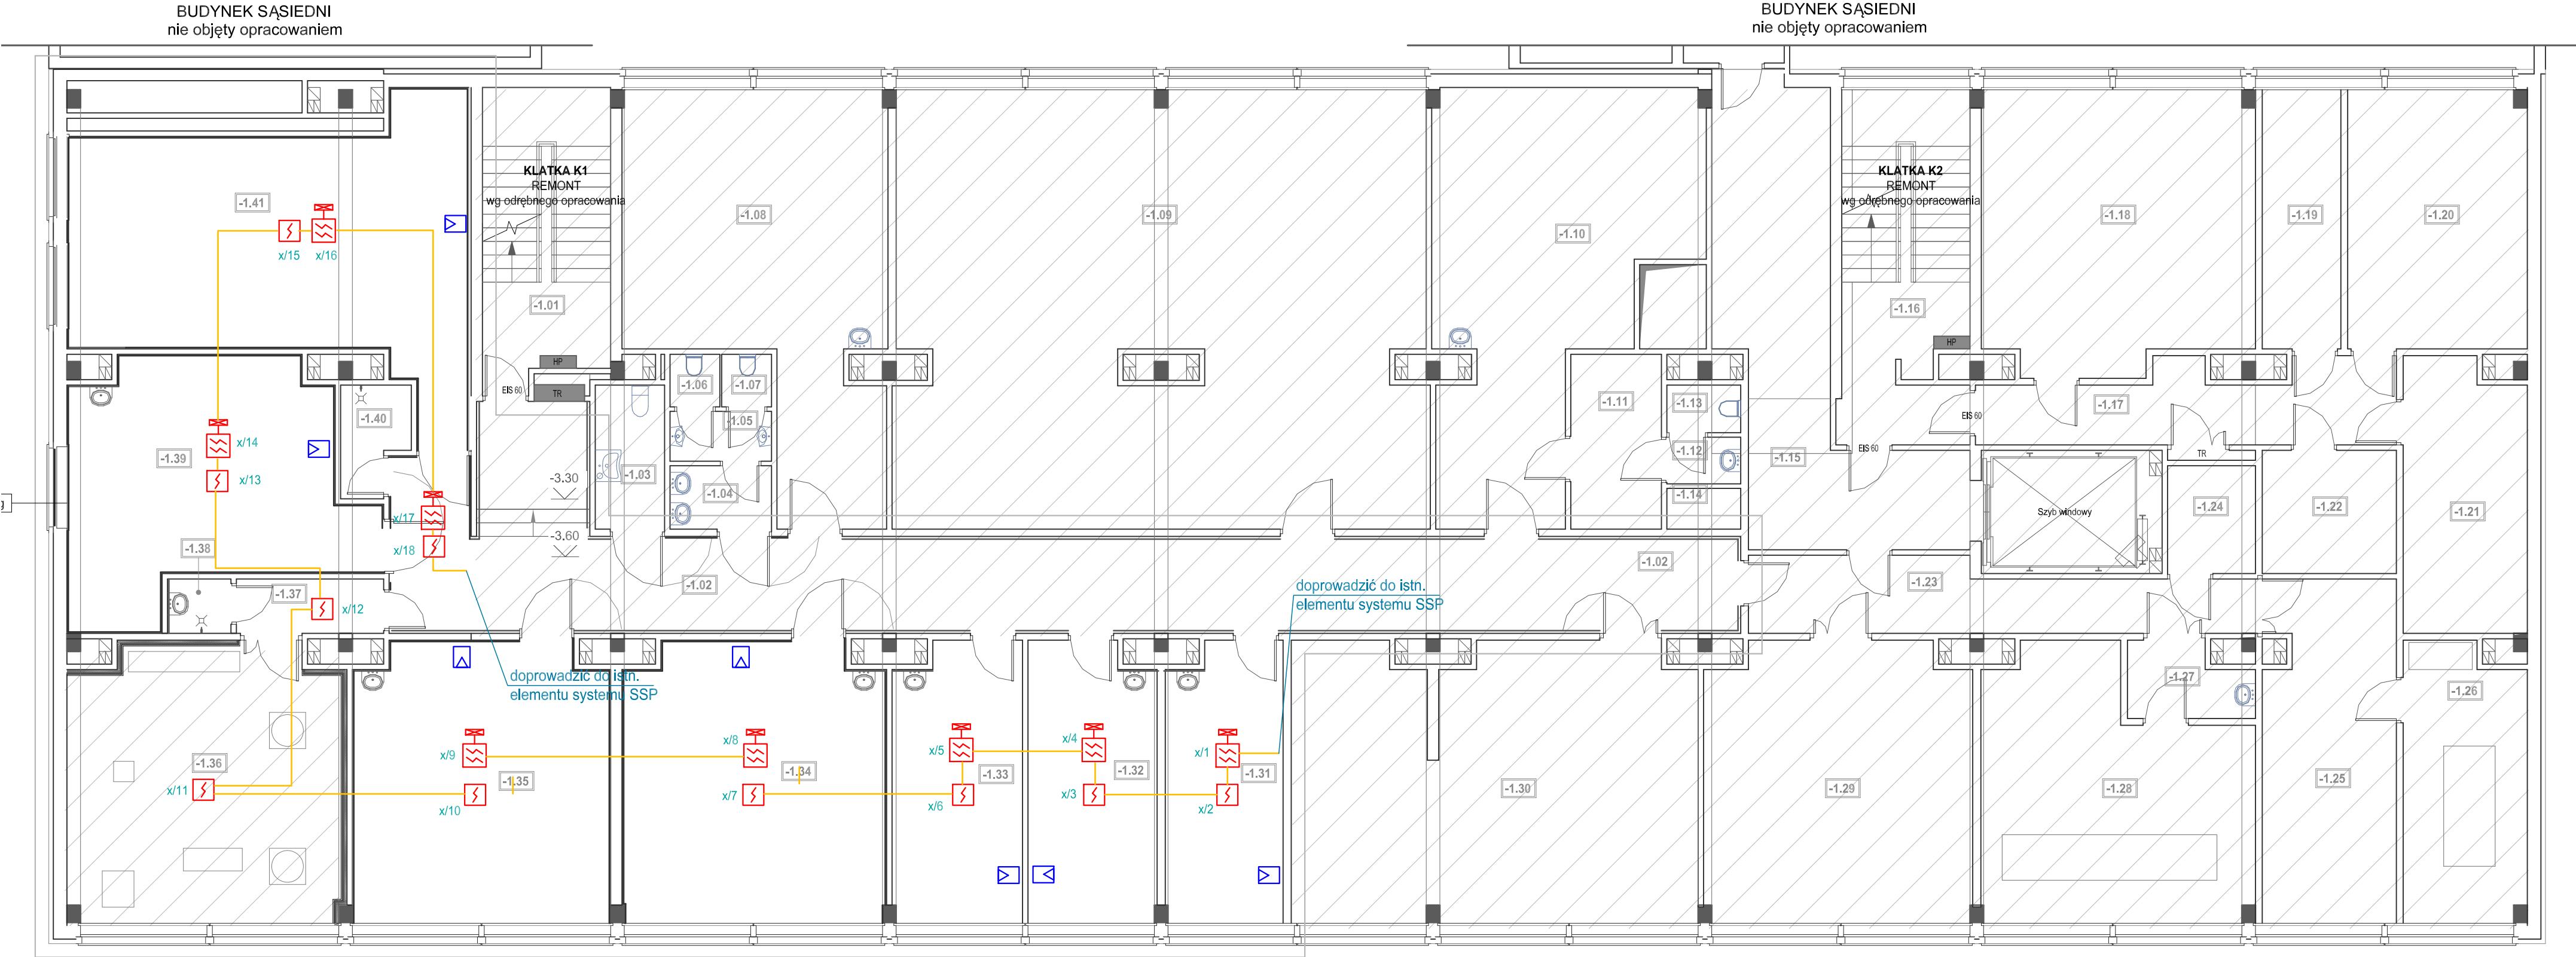 BUDYNEK SĄSIEDNI
nie objęty opracowaniem
BUDYNEK SĄSIEDNI
nie objęty opracowaniem
KLATKA K1
REMONT
wg odrębnego opracowania
KLATKA K2
REMONT
wg odrębnego opracowania
-1.41
-1.08
-1.09
-1.10
-1.18
-1.19
-1.20
x/15
x/16
-1.01
-1.16
HP
HP
EIS 60
TR
-1.06
-1.07
-1.05
-1.40
-1.11
-1.13
-1.17
EIS 60
x/14
-1.39
x/13
-1.03
-1.04
-3.30
-1.12
-1.15
EIS 60
TR
-1.14
-1.24
-1.22
-1.21
Szyb windowy
x/17
-3.60
x/18
-1.38
-1.02
-1.02
-1.23
-1.37
x/12
doprowadzić do istn.
elementu systemu SSP
doprowadzić do istn.
elementu systemu SSP
-1.27
-1.26
x/9
x/8
x/5
x/4
x/1
-1.36
-1.35
-1.34
-1.33
-1.32
-1.31
-1.30
-1.29
-1.28
-1.25
x/11
x/10
x/7
x/6
x/3
x/2